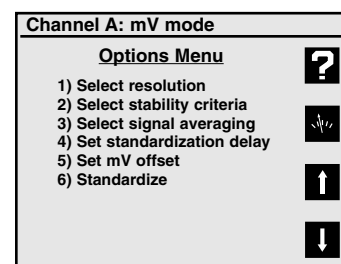 Channel A: mV mode
Options Menu
1) Select resolution
2) Select stability criteria
3) Select signal averaging
4) Set standardization delay
5) Set mV offset
6) Standardize
?